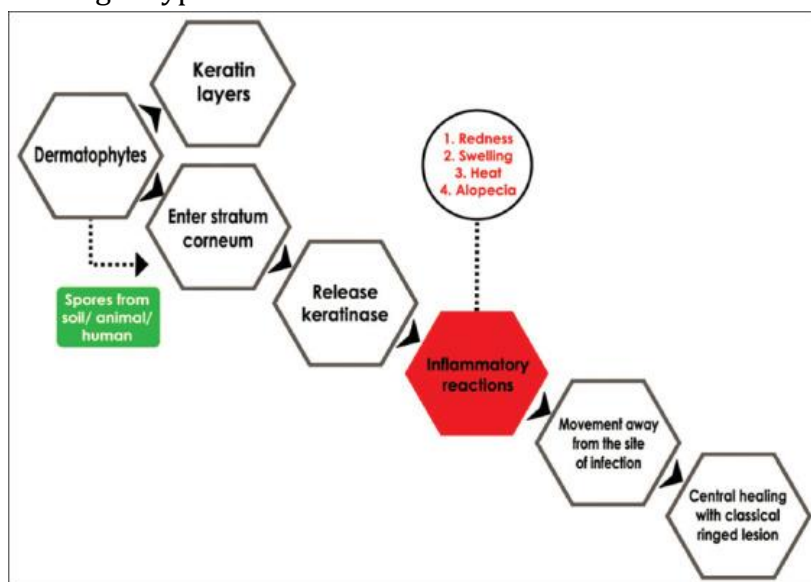 Keratin
layers
Dermatophytes
Enter stratum
corneum
Spores from
soil/ animal/
human
Release
keratinase
1. Redness
2. Swelling
3. Heat
4. Alopecia
Inflammatory
reactions
Movement away
from the site
of infection
Central healing
with classical
ringed lesion